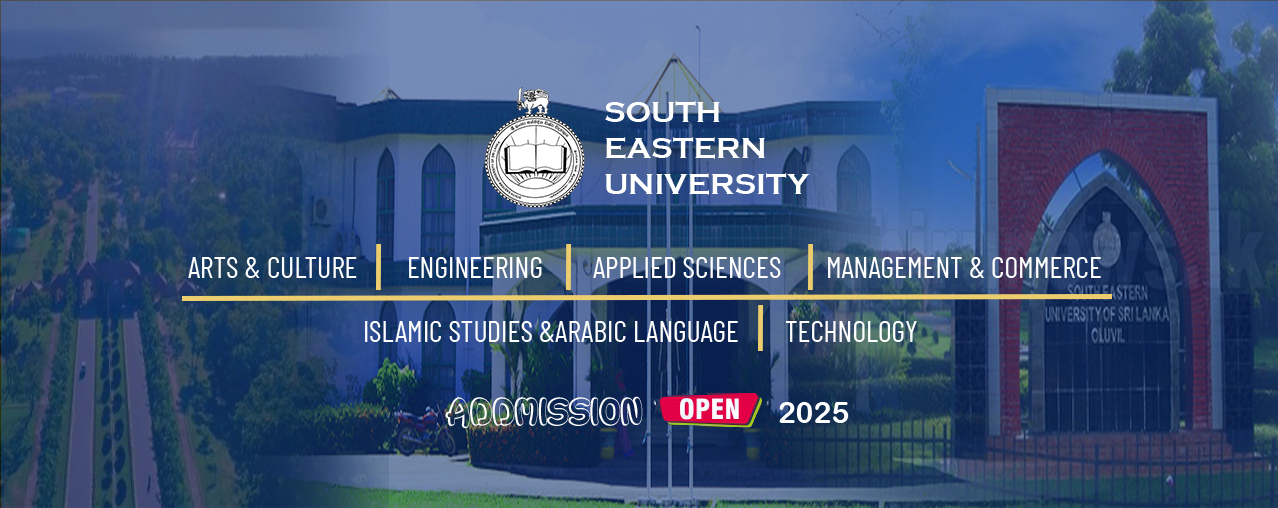 SOUTH
EASTERN
UNIVERSITY
ARTS & CULTURE ENGINEERING APPLIED SCIENCES MANAGEMENT & COMMERCE
SOUTH EASTERN
UNIVERSITY OF SRI LANKA
OLUVIL
ISLAMIC STUDIES &ARABIC LANGUAGE TECHNOLOGY
ADDMISSION OPEN 2025